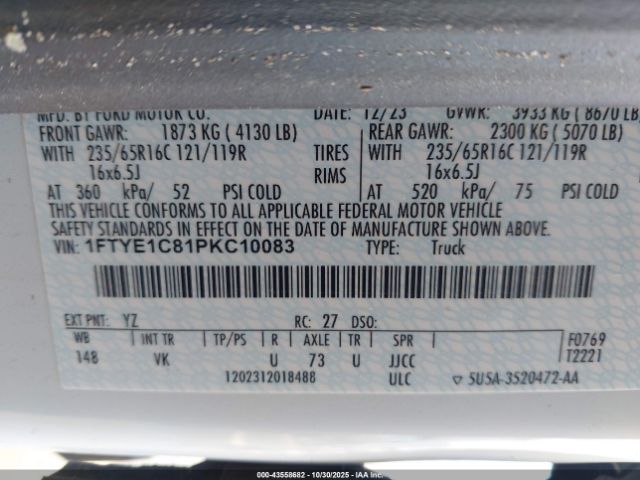 MFD. BY FORD MOTOR CO. DATE: 12/23 GVWR: 3933 KG (8670 LB)
FRONT GAWR: 1873 KG (4130 LB) REAR GAWR: 2300 KG (5070 LB)
WITH 235/65R16C 121/119R TIRES WITH 235/65R16C 121/119R
16x6.5J RIMS 16x6.5J
AT 360 kPa/ 52 PSI COLD AT 520 kPa/ 75 PSI COLD
THIS VEHICLE CONFORMS TO ALL APPLICABLE FEDERAL MOTOR VEHICLE
SAFETY STANDARDS IN EFFECT ON THE DATE OF MANUFACTURE SHOWN ABOVE.
VIN: 1FTYE1C81PKC10083 TYPE: Truck
EXT PNT: YZ RC: 27 DSO:
WB INT TR TP/PS R AXLE TR SPR F0769
148 VK U 73 U JJCC T2221
1202312018488 ULC ▽ 5USA-3520472-AA
000-43558682 - 10/30/2025 - IAA, Inc.